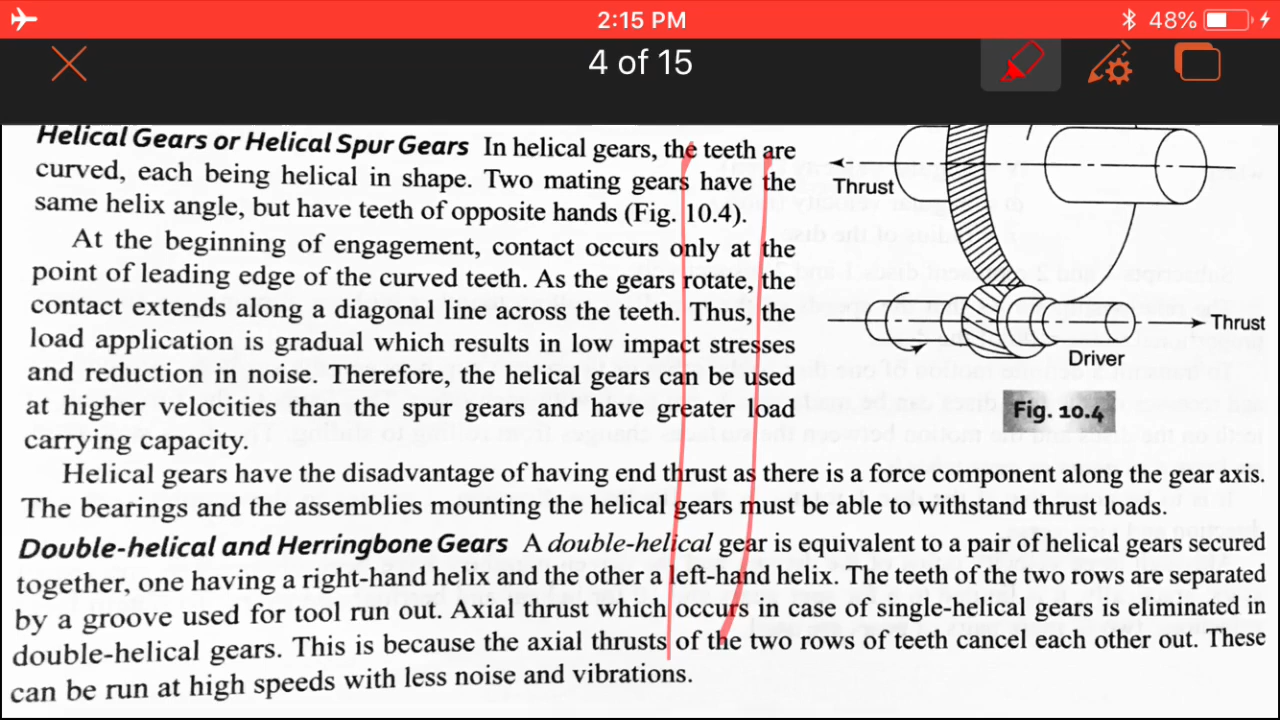 2:15 PM
48%
4 of 15
Helical Gears or Helical Spur Gears In helical gears, the teeth are
curved, each being helical in shape. Two mating gears have the
same helix angle, but have teeth of opposite hands (Fig. 10.4).
At the beginning of engagement, contact occurs only at the
point of leading edge of the curved teeth. As the gears rotate, the
contact extends along a diagonal line across the teeth. Thus, the
load application is gradual which results in low impact stresses
and reduction in noise. Therefore, the helical gears can be used
at higher velocities than the spur gears and have greater load
carrying capacity.
Thrust
Thrust
Driver
Fig. 10.4
Helical gears have the disadvantage of having end thrust as there is a force component along the gear axis.
The bearings and the assemblies mounting the helical gears must be able to withstand thrust loads.
Double-helical and Herringbone Gears A double-helical gear is equivalent to a pair of helical gears secured
together, one having a right-hand helix and the other a left-hand helix. The teeth of the two rows are separated
by a groove used for tool run out. Axial thrust which occurs in case of single-helical gears is eliminated in
double-helical gears. This is because the axial thrusts of the two rows of teeth cancel each other out. These
can be run at high speeds with less noise and vibrations.